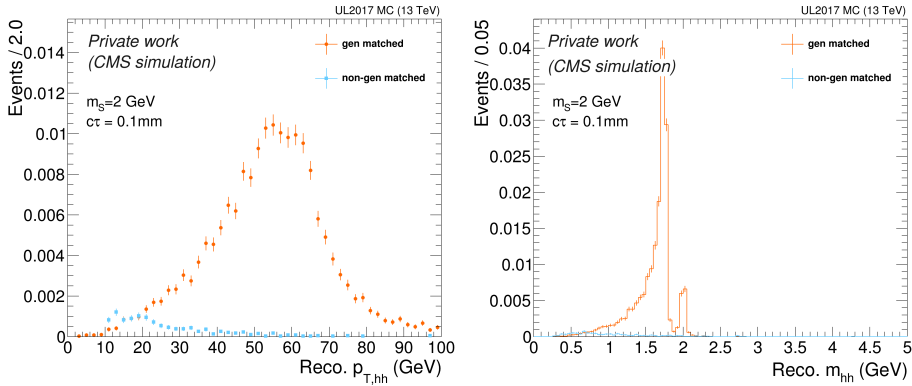 UL2017 MC (13 TeV)
Events / 2.0
Private work
(CMS simulation)
gen matched
non-gen matched
m_S=2 GeV
cτ = 0.1mm
0.014
0.012
0.01
0.008
0.006
0.004
0.002
0
0 10 20 30 40 50 60 70 80 90 100
Reco. p_T,hh (GeV)
UL2017 MC (13 TeV)
Events / 0.05
Private work
(CMS simulation)
gen matched
non-gen matched
m_S=2 GeV
cτ = 0.1mm
0.04
0.035
0.03
0.025
0.02
0.015
0.01
0.005
0
0 0.5 1 1.5 2 2.5 3 3.5 4 4.5 5
Reco. m_hh (GeV)